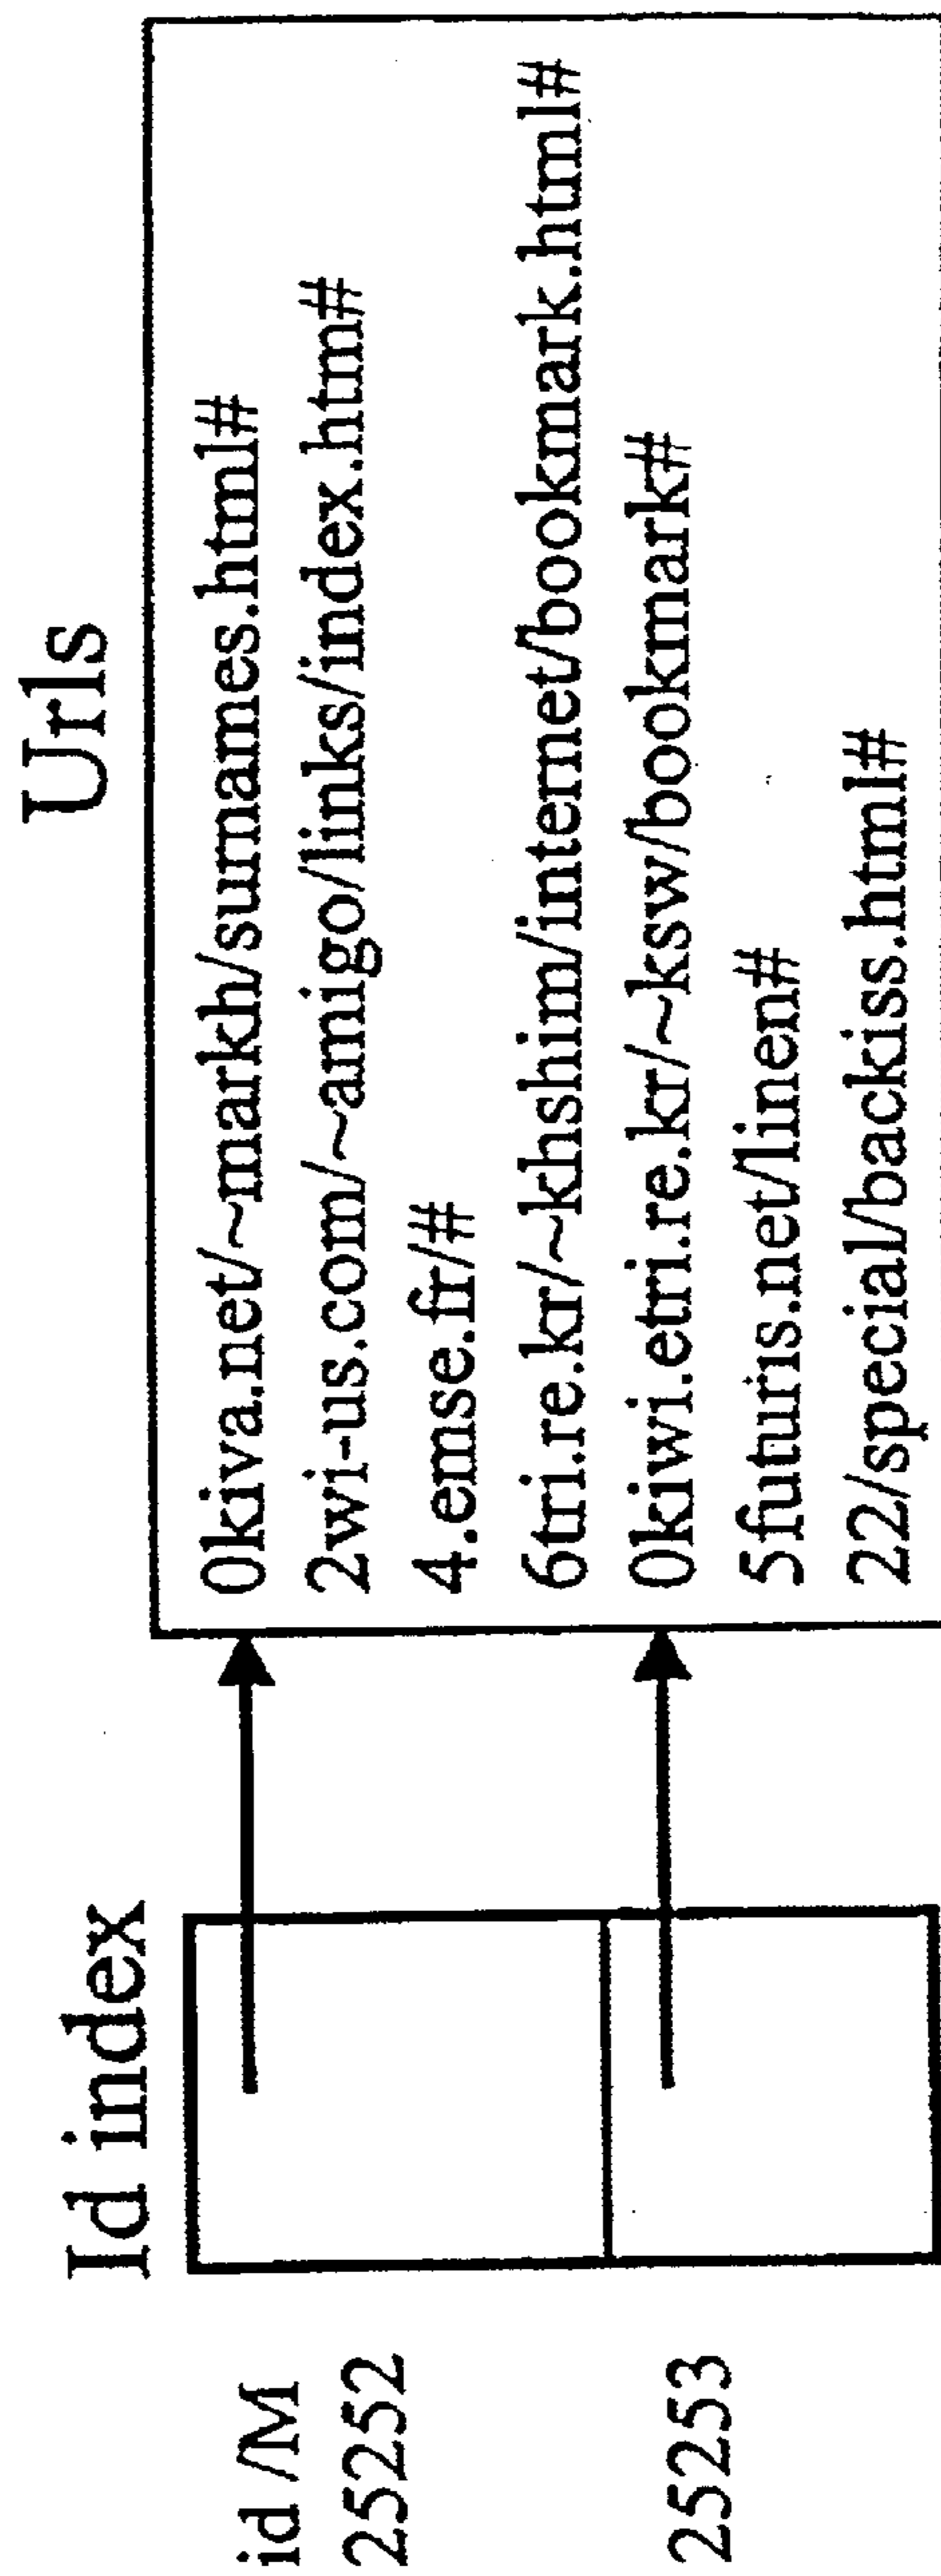 Urls
Id index
id /M
25252
25253
0kiva.net/~markh/surnames.html#
2wi-us.com/~amigo/links/index.htm#
4.emse.fr/#
6tri.re.kr/~khshim/internet/bookmark.html#
0kiwi.etri.re.kr/~ksw/bookmark#
5futuris.net/linen#
22/special/backiss.html#